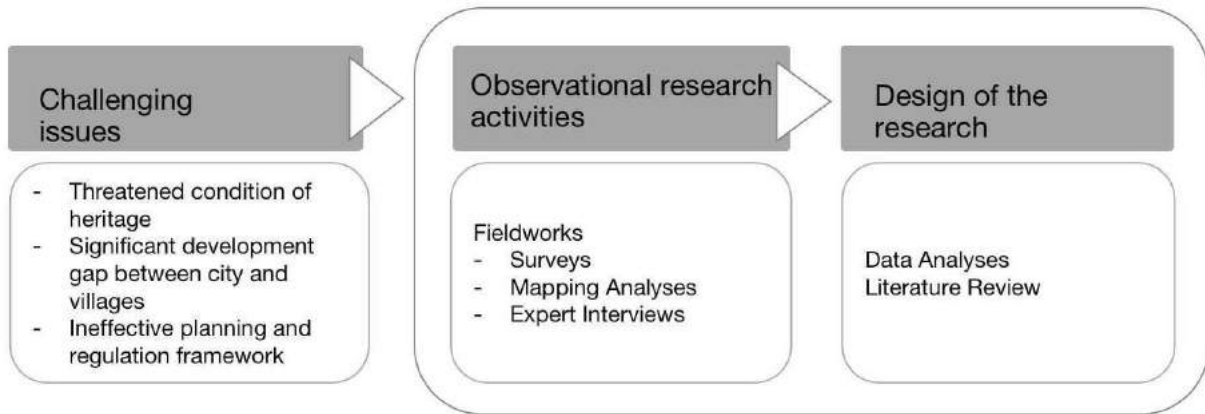 Challenging
issues
- Threatened condition of
heritage
- Significant development
gap between city and
villages
- Ineffective planning and
regulation framework
Observational research
activities
Fieldworks
- Surveys
- Mapping Analyses
- Expert Interviews
Design of the
research
Data Analyses
Literature Review